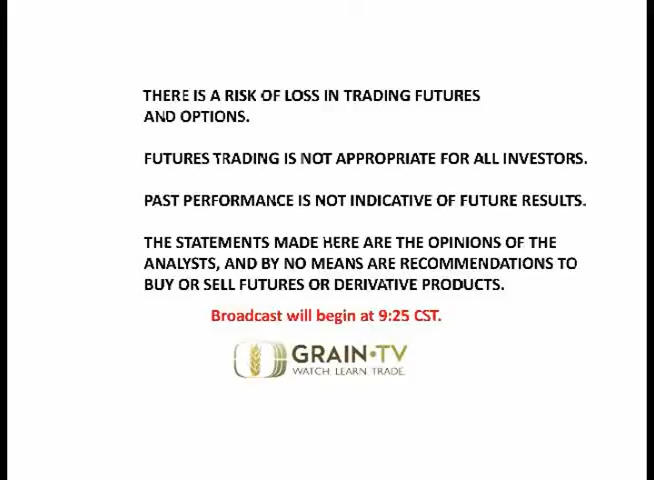 THERE IS A RISK OF LOSS IN TRADING FUTURES
AND OPTIONS.
FUTURES TRADING IS NOT APPROPRIATE FOR ALL INVESTORS.
PAST PERFORMANCE IS NOT INDICATIVE OF FUTURE RESULTS.
THE STATEMENTS MADE HERE ARE THE OPINIONS OF THE
ANALYSTS, AND BY NO MEANS ARE RECOMMENDATIONS TO
BUY OR SELL FUTURES OR DERIVATIVE PRODUCTS.
Broadcast will begin at 9:25 CST.
GRAIN•TV
WATCH. LEARN. TRADE.